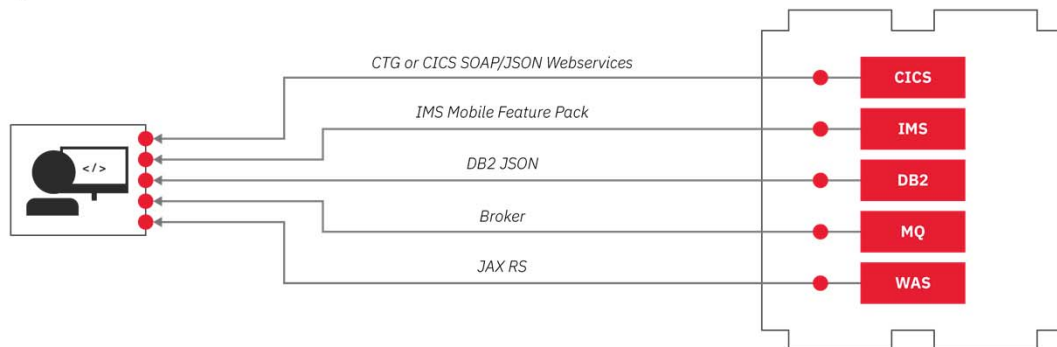 CTG or CICS SOAP/JSON Webservices
CICS
IMS Mobile Feature Pack
IMS
</>
DB2 JSON
DB2
Broker
MQ
JAX RS
WAS